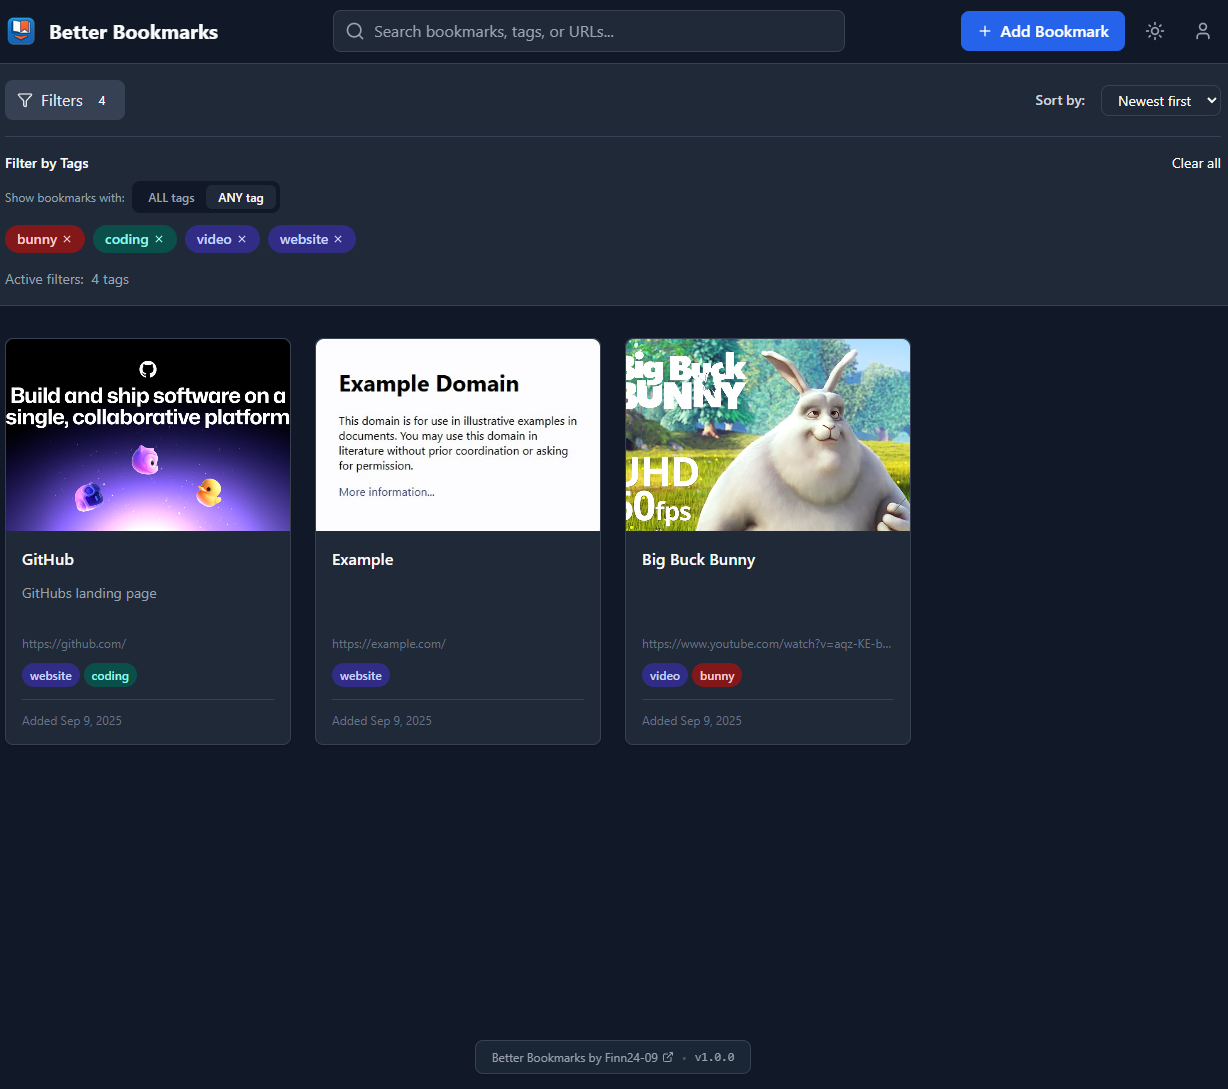 Better Bookmarks
Search bookmarks, tags, or URLs...
+ Add Bookmark
Filters 4
Sort by: Newest first
Filter by Tags
Clear all
Show bookmarks with: ALL tags ANY tag
bunny × coding × video × website ×
Active filters: 4 tags
Build and ship software on a
single, collaborative platform
GitHub
GitHubs landing page
https://github.com/
website coding
Added Sep 9, 2025
Example Domain
This domain is for use in illustrative examples in
documents. You may use this domain in
literature without prior coordination or asking
for permission.
More information...
Example
https://example.com/
website
Added Sep 9, 2025
Big Buck
BUNNY
UHD
60fps
Big Buck Bunny
https://www.youtube.com/watch?v=aqz-KE-b...
video bunny
Added Sep 9, 2025
Better Bookmarks by Finn24-09 • v1.0.0